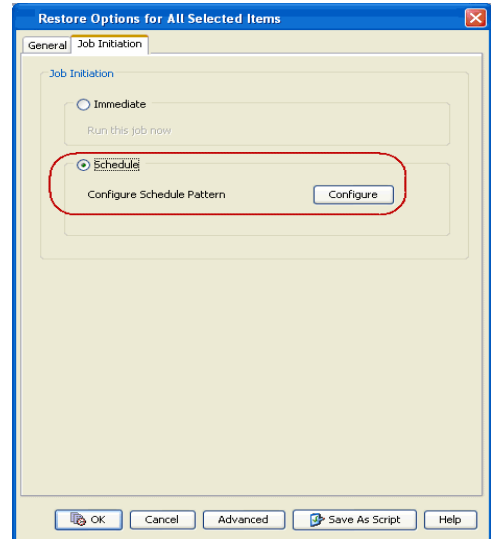 Restore Options for All Selected Items
General Job Initiation
Job Initiation
Immediate
Run this job now
Schedule
Configure Schedule Pattern Configure
OK Cancel Advanced Save As Script Help